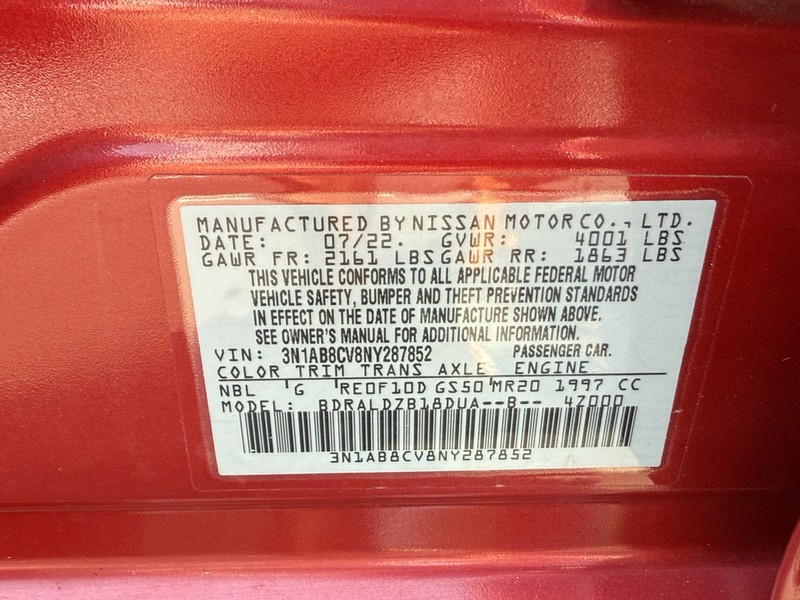 MANUFACTURED BY NISSAN MOTOR CO., LTD.
DATE: 07/22. GVWR: 4001 LBS
GAWR FR: 2161 LBS GAWR RR: 1863 LBS
THIS VEHICLE CONFORMS TO ALL APPLICABLE FEDERAL MOTOR
VEHICLE SAFETY, BUMPER AND THEFT PREVENTION STANDARDS
IN EFFECT ON THE DATE OF MANUFACTURE SHOWN ABOVE.
SEE OWNER'S MANUAL FOR ADDITIONAL INFORMATION.
VIN: 3N1AB8CV8NY287852 PASSENGER CAR.
COLOR TRIM TRANS AXLE ENGINE
NBL G RE0F10D GS50 MR20 1997 CC
MODEL: BDRALDZB18DUA--B-- 4Z000
3N1AB8CV8NY287852